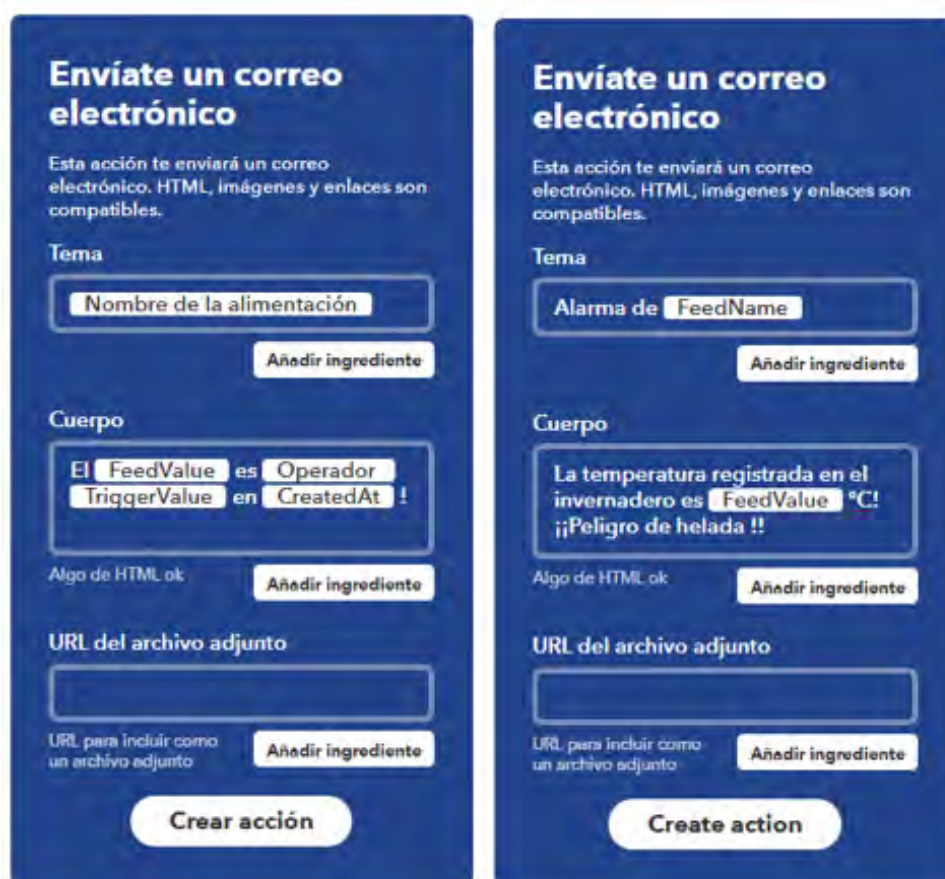 Envíate un correo
electrónico
Esta acción te enviará un correo
electrónico. HTML, imágenes y enlaces son
compatibles.
Tema
Nombre de la alimentación
Añadir ingrediente
Cuerpo
El FeedValue es Operador
TriggerValue en CreatedAt !
Algo de HTML ok
Añadir ingrediente
URL del archivo adjunto
URL para incluir como
un archivo adjunto
Añadir ingrediente
Crear acción
Envíate un correo
electrónico
Esta acción te enviará un correo
electrónico. HTML, imágenes y enlaces son
compatibles.
Tema
Alarma de FeedName
Añadir ingrediente
Cuerpo
La temperatura registrada en el
invernadero es FeedValue °C!
¡¡Peligro de helada !!
Algo de HTML ok
Añadir ingrediente
URL del archivo adjunto
URL para incluir como
un archivo adjunto
Añadir ingrediente
Create action